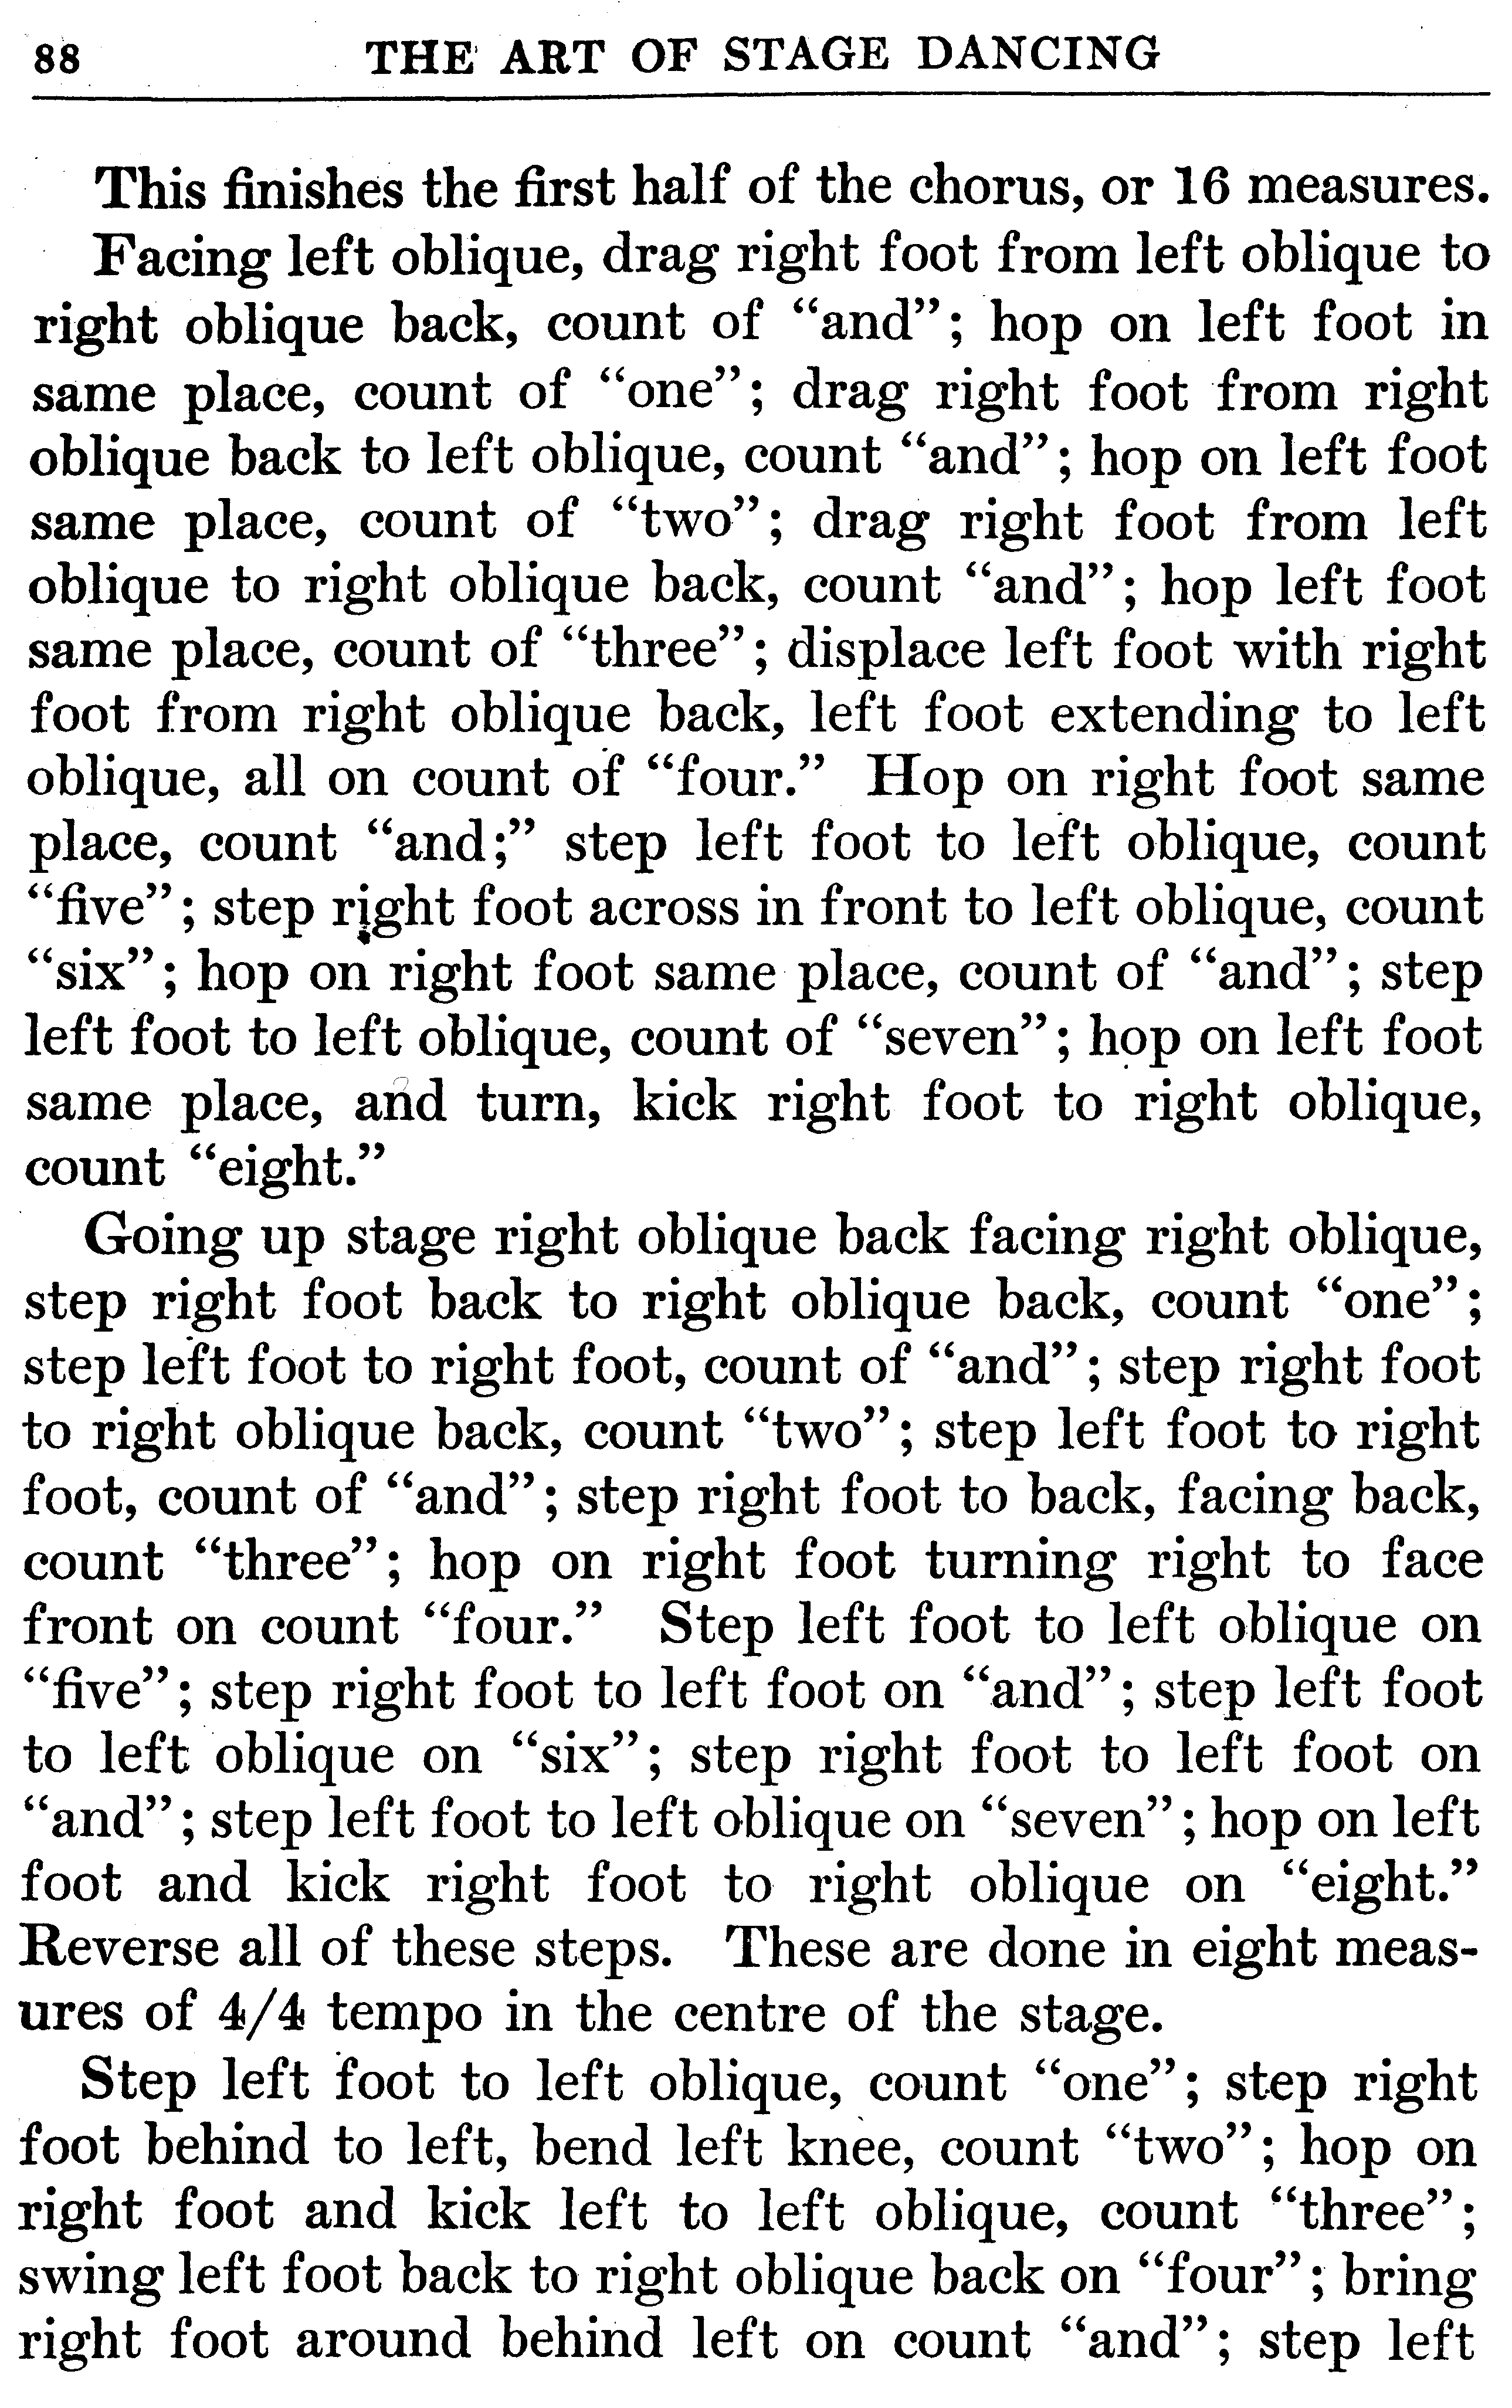 88 THE ART OF STAGE DANCING
This finishes the first half of the chorus, or 16 measures.
Facing left oblique, drag right foot from left oblique to
right oblique back, count of “and”; hop on left foot in
same place, count of “one”; drag right foot from right
oblique back to left oblique, count “and”; hop on left foot
same place, count of “two”; drag right foot from left
oblique to right oblique back, count “and”; hop left foot
same place, count of “three”; displace left foot with right
foot from right oblique back, left foot extending to left
oblique, all on count of “four.” Hop on right foot same
place, count “and;” step left foot to left oblique, count
“five”; step right foot across in front to left oblique, count
“six”; hop on right foot same place, count of “and”; step
left foot to left oblique, count of “seven”; hop on left foot
same place, and turn, kick right foot to right oblique,
count “eight.”
Going up stage right oblique back facing right oblique,
step right foot back to right oblique back, count “one”;
step left foot to right foot, count of “and”; step right foot
to right oblique back, count “two”; step left foot to right
foot, count of “and”; step right foot to back, facing back,
count “three”; hop on right foot turning right to face
front on count “four.” Step left foot to left oblique on
“five”; step right foot to left foot on “and”; step left foot
to left oblique on “six”; step right foot to left foot on
“and”; step left foot to left oblique on “seven”; hop on left
foot and kick right foot to right oblique on “eight.”
Reverse all of these steps. These are done in eight meas-
ures of 4/4 tempo in the centre of the stage.
Step left foot to left oblique, count “one”; step right
foot behind to left, bend left knee, count “two”; hop on
right foot and kick left to left oblique, count “three”;
swing left foot back to right oblique back on “four”; bring
right foot around behind left on count “and”; step left